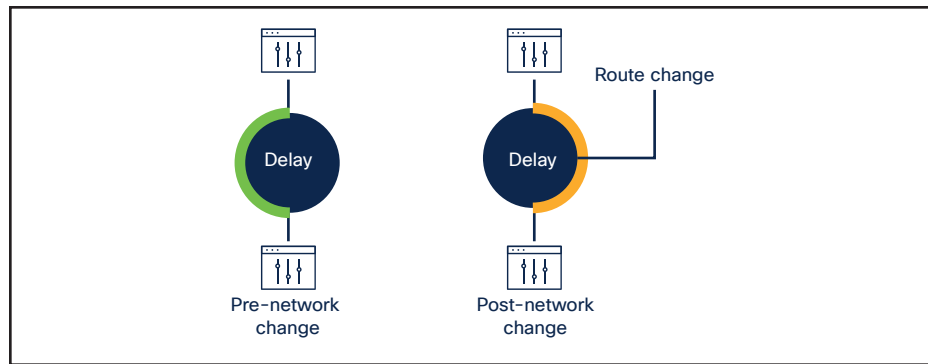 Route change
Delay
Delay
Pre-network
change
Post-network
change